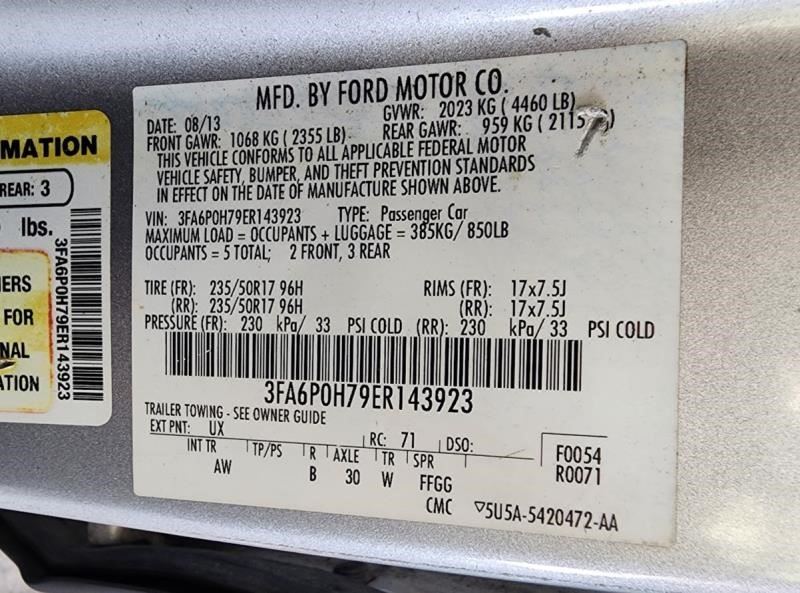 MATION
REAR: 3
lbs.
NERS
FOR
NAL
ATION
3FA6P0H79ER143923
MFD. BY FORD MOTOR CO.
DATE: 08/13 GVWR: 2023 KG ( 4460 LB)
FRONT GAWR: 1068 KG ( 2355 LB) REAR GAWR: 959 KG ( 2115
THIS VEHICLE CONFORMS TO ALL APPLICABLE FEDERAL MOTOR
VEHICLE SAFETY, BUMPER, AND THEFT PREVENTION STANDARDS
IN EFFECT ON THE DATE OF MANUFACTURE SHOWN ABOVE.
VIN: 3FA6P0H79ER143923 TYPE: Passenger Car
MAXIMUM LOAD = OCCUPANTS + LUGGAGE = 385KG/ 850LB
OCCUPANTS = 5 TOTAL; 2 FRONT, 3 REAR
TIRE (FR): 235/50R17 96H RIMS (FR): 17x7.5J
(RR): 235/50R17 96H (RR): 17x7.5J
PRESSURE (FR): 230 kPa/ 33 PSI COLD (RR): 230 kPa/ 33 PSI COLD
3FA6P0H79ER143923
TRAILER TOWING - SEE OWNER GUIDE
EXT PNT: UX RC: 71 DSO: F0054
INT TR TP/PS R AXLE TR SPR R0071
AW B 30 W FFGG
CMC ▽5U5A-5420472-AA